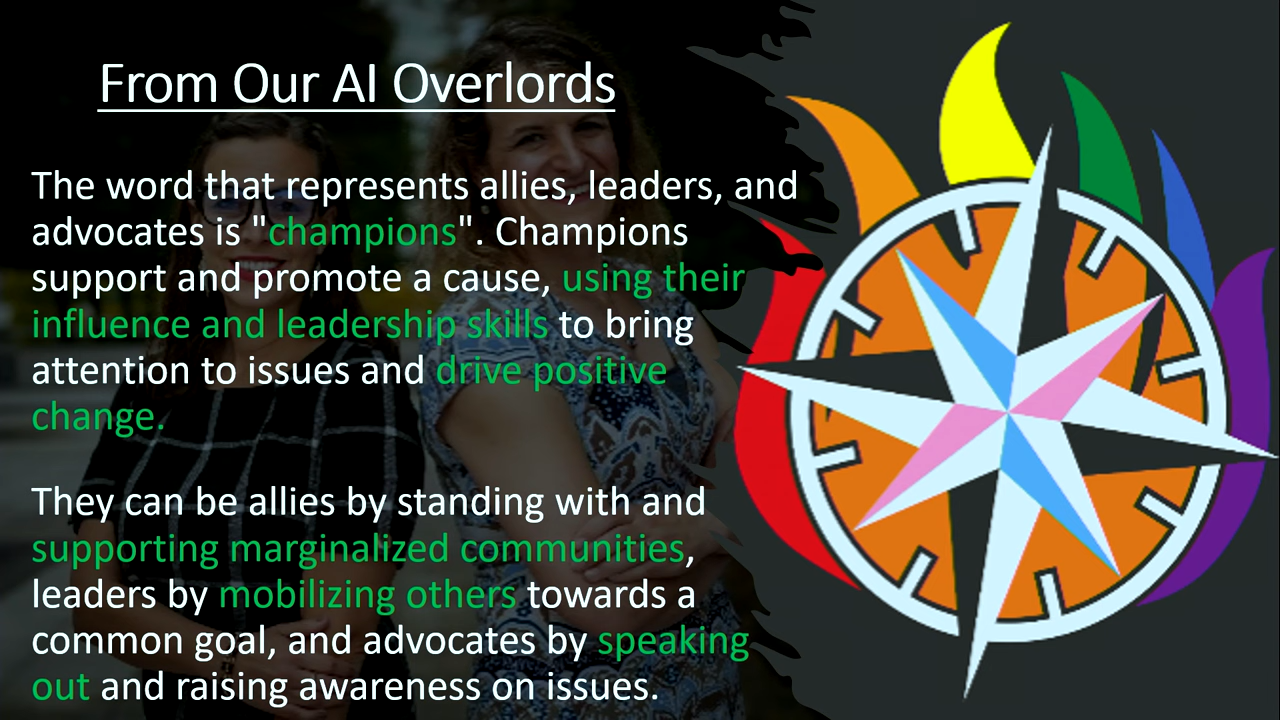 From Our AI Overlords
The word that represents allies, leaders, and
advocates is "champions". Champions
support and promote a cause, using their
influence and leadership skills to bring
attention to issues and drive positive
change.
They can be allies by standing with and
supporting marginalized communities,
leaders by mobilizing others towards a
common goal, and advocates by speaking
out and raising awareness on issues.